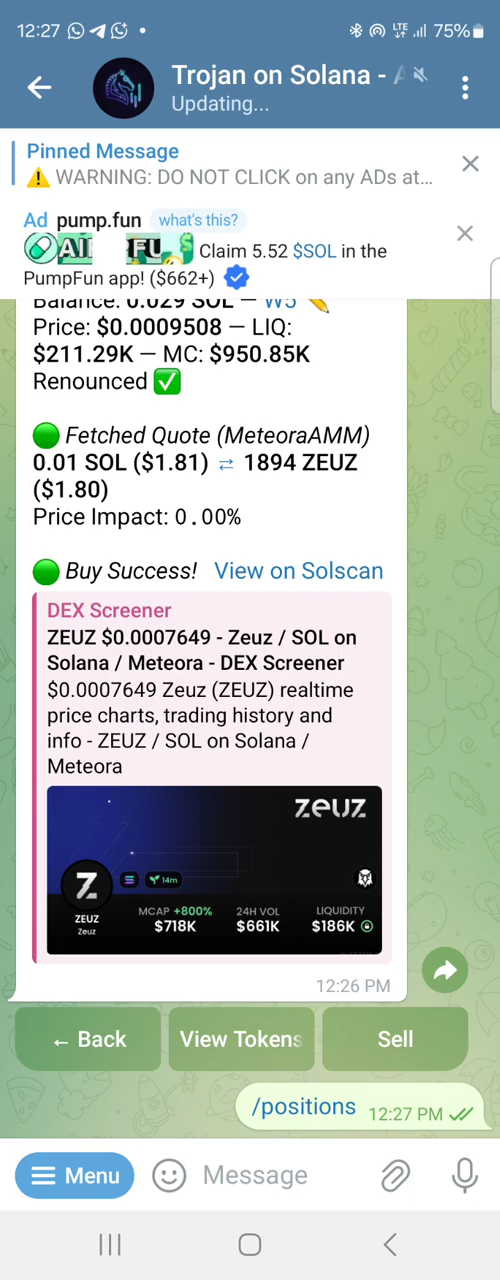 12:27 LTE 75%
Trojan on Solana - A
Updating...
Pinned Message
⚠️ WARNING: DO NOT CLICK on any ADs at...
Ad pump.fun what's this?
Claim 5.52 $SOL in the
PumpFun app! ($662+)
Balance: 0.029 SOL — W5 ✏️
Price: $0.0009508 — LIQ:
$211.29K — MC: $950.85K
Renounced ✅
🟢 Fetched Quote (MeteoraAMM)
0.01 SOL ($1.81) ⇄ 1894 ZEUZ
($1.80)
Price Impact: 0.00%
🟢 Buy Success! View on Solscan
DEX Screener
ZEUZ $0.0007649 - Zeuz / SOL on
Solana / Meteora - DEX Screener
$0.0007649 Zeuz (ZEUZ) realtime
price charts, trading history and
info - ZEUZ / SOL on Solana /
Meteora
zeuz
Z
14m
ZEUZ
Zeuz
MCAP +800%
$718K
24H VOL
$661K
LIQUIDITY
$186K
12:26 PM
← Back
View Tokens
Sell
/positions 12:27 PM
Menu
Message